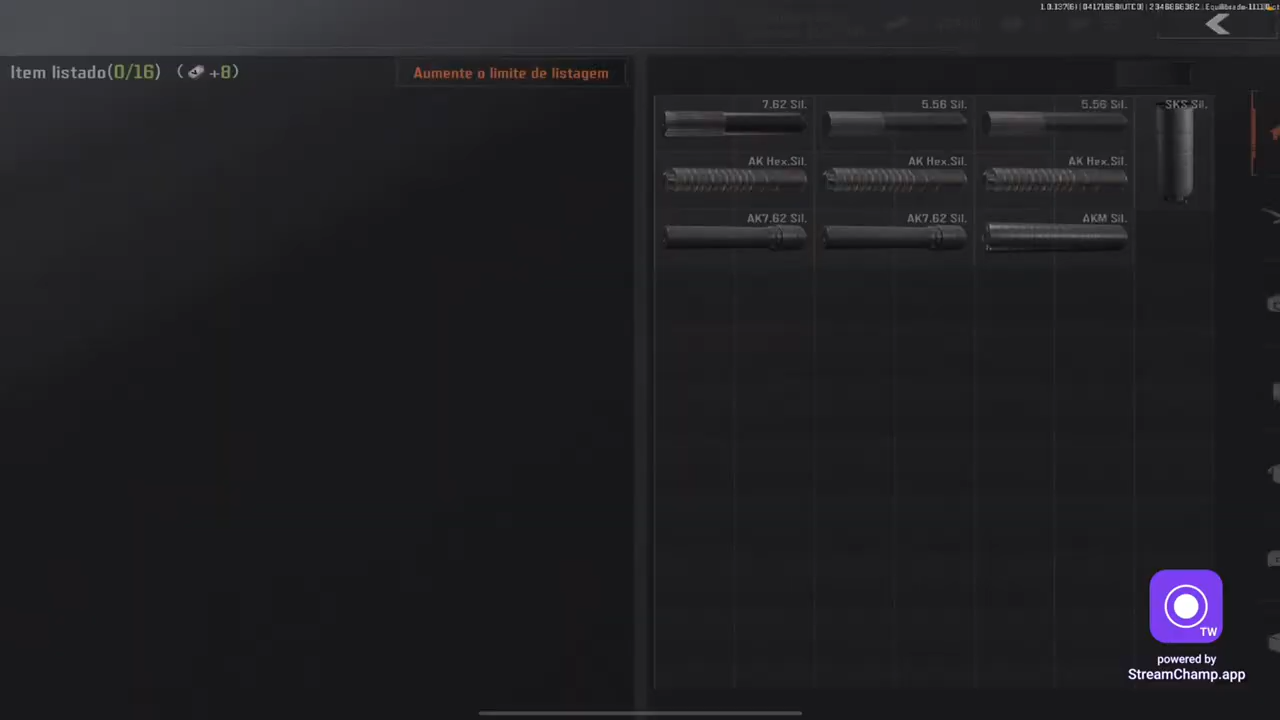 Item listado(0/16) ( +8)
Aumente o limite de listagem
7.62 Sil.
5.56 Sil.
5.56 Sil.
SKS Sil.
AK Hex.Sil.
AK Hex.Sil.
AK Hex.Sil.
AK7.62 Sil.
AK7.62 Sil.
AKM Sil.
TW
powered by
StreamChamp.app